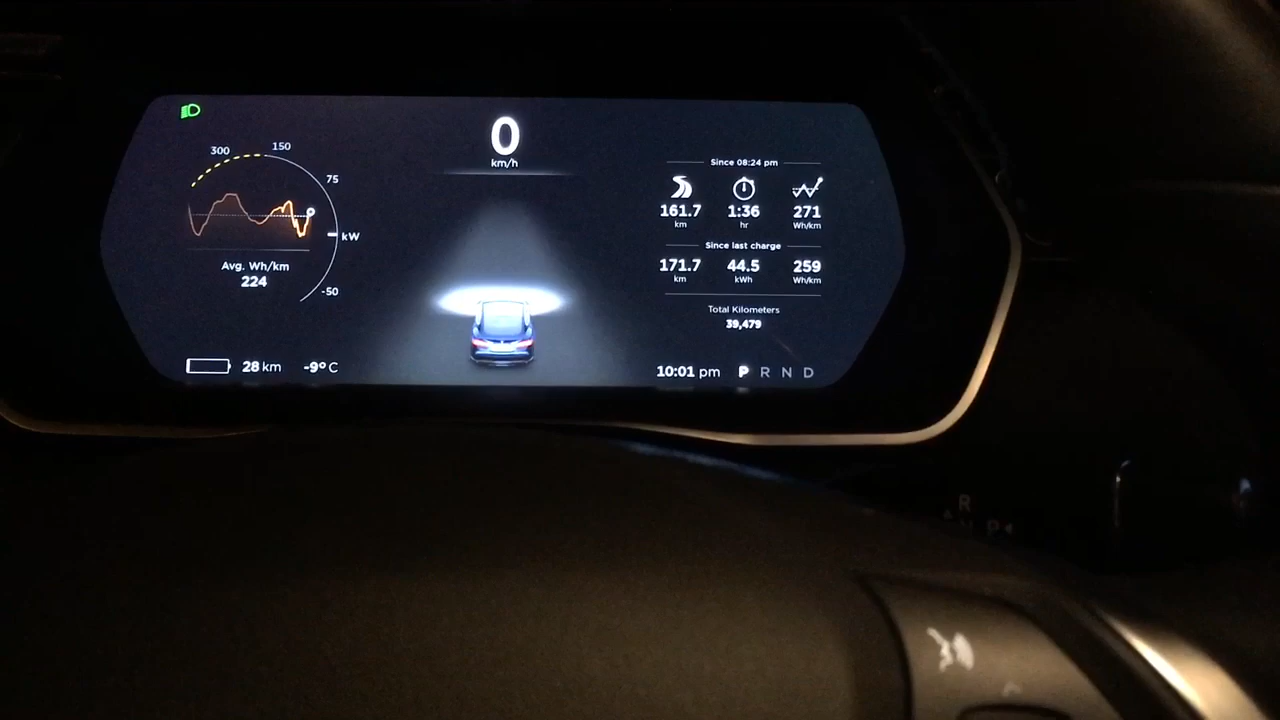 0
km/h
300
150
75
kW
-50
Avg. Wh/km
224
Since 08:24 pm
161.7 1:36 271
km hr Wh/km
Since last charge
171.7 44.5 259
km kWh Wh/km
Total Kilometers
39,479
28 km -9° C
10:01 pm P R N D
R
P